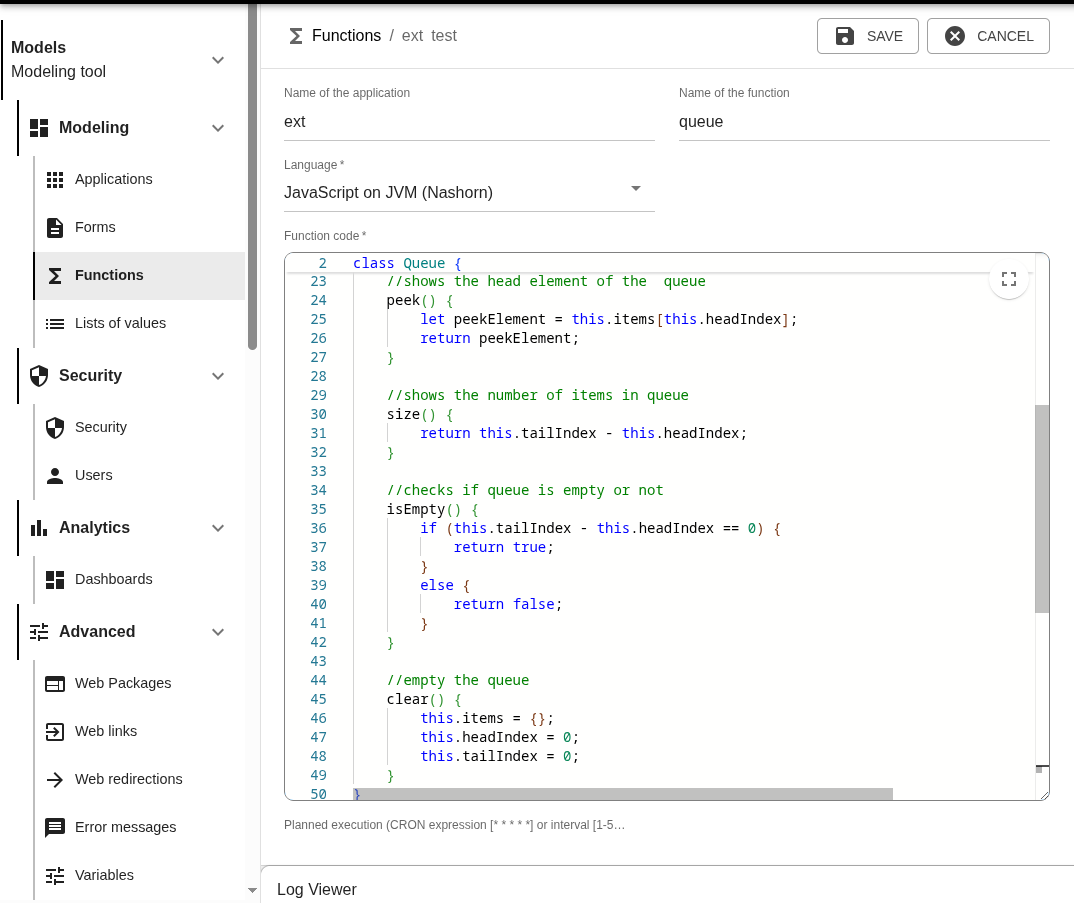 Models
Modeling tool
Modeling
Applications
Forms
Functions
Lists of values
Security
Security
Users
Analytics
Dashboards
Advanced
Web Packages
Web links
Web redirections
Error messages
Variables
Functions / ext test
SAVE
CANCEL
Name of the application
ext
Name of the function
queue
Language *
JavaScript on JVM (Nashorn)
Function code *
2 class Queue {
23 //shows the head element of the  queue
24 peek() {
25 let peekElement = this.items[this.headIndex];
26 return peekElement;
27 }
28
29 //shows the number of items in queue
30 size() {
31 return this.tailIndex - this.headIndex;
32 }
33
34 //checks if queue is empty or not
35 isEmpty() {
36 if (this.tailIndex - this.headIndex == 0) {
37 return true;
38 }
39 else {
40 return false;
41 }
42 }
43
44 //empty the queue
45 clear() {
46 this.items = {};
47 this.headIndex = 0;
48 this.tailIndex = 0;
49 }
50 }
Planned execution (CRON expression [* * * * *] or interval [1-5…
Log Viewer